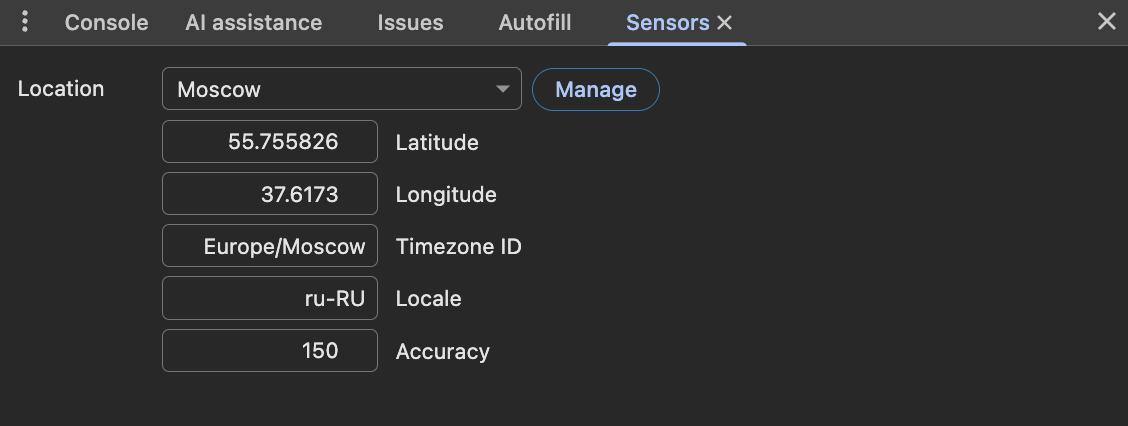 Console AI assistance Issues Autofill Sensors
Location Moscow Manage
55.755826 Latitude
37.6173 Longitude
Europe/Moscow Timezone ID
ru-RU Locale
150 Accuracy